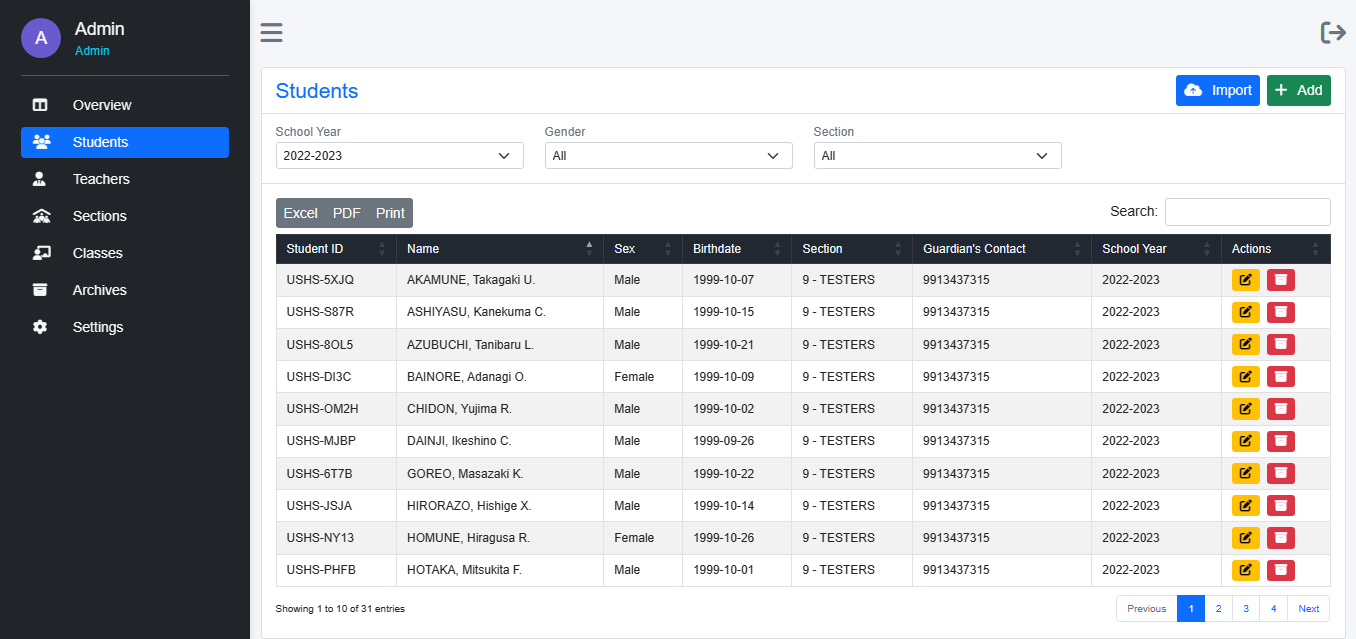 A
Admin
Admin
Overview
Students
Teachers
Sections
Classes
Archives
Settings
Students
Import
Add
School Year
Gender
Section
2022-2023
All
All
Excel PDF Print
Search:
Student ID Name Sex Birthdate Section Guardian's Contact School Year Actions
USHS-5XJQ AKAMUNE, Takagaki U. Male 1999-10-07 9 - TESTERS 9913437315 2022-2023
USHS-S87R ASHIYASU, Kanekuma C. Male 1999-10-15 9 - TESTERS 9913437315 2022-2023
USHS-8OL5 AZUBUCHI, Tanibaru L. Male 1999-10-21 9 - TESTERS 9913437315 2022-2023
USHS-DI3C BAINORE, Adanagi O. Female 1999-10-09 9 - TESTERS 9913437315 2022-2023
USHS-OM2H CHIDON, Yujima R. Male 1999-10-02 9 - TESTERS 9913437315 2022-2023
USHS-MJBP DAINJI, Ikeshino C. Male 1999-09-26 9 - TESTERS 9913437315 2022-2023
USHS-6T7B GOREO, Masazaki K. Male 1999-10-22 9 - TESTERS 9913437315 2022-2023
USHS-JSJA HIRORAZO, Hishige X. Male 1999-10-14 9 - TESTERS 9913437315 2022-2023
USHS-NY13 HOMUNE, Hiragusa R. Female 1999-10-26 9 - TESTERS 9913437315 2022-2023
USHS-PHFB HOTAKA, Mitsukita F. Male 1999-10-01 9 - TESTERS 9913437315 2022-2023
Showing 1 to 10 of 31 entries
Previous 1 2 3 4 Next